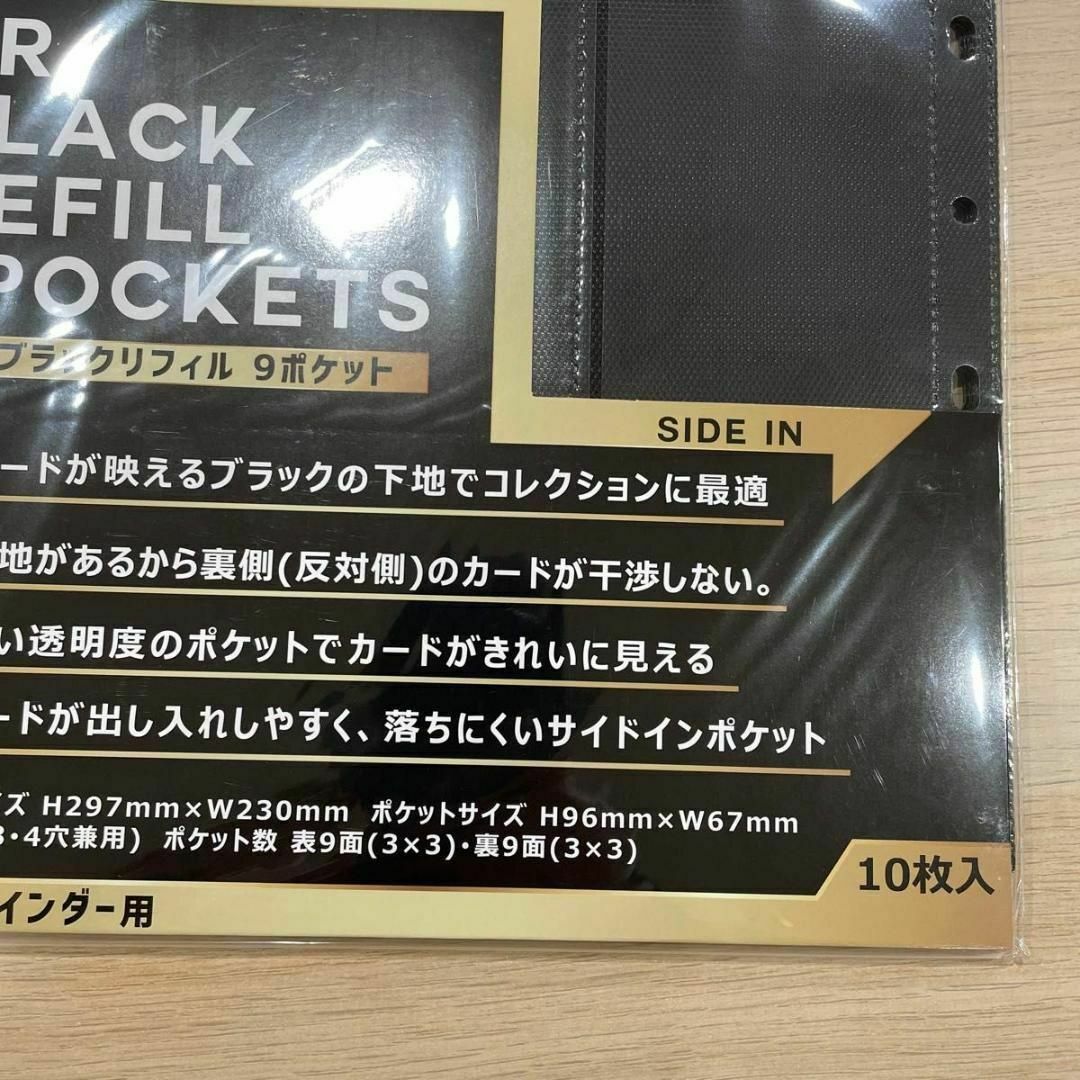 R
LACK
EFILL
POCKETS
ブラックリフィル 9ポケット
SIDE IN
ードが映えるブラックの下地でコレクションに最適
地があるから裏側(反対側)のカードが干渉しない。
い透明度のポケットでカードがきれいに見える
ードが出し入れしやすく、落ちにくいサイドインポケット
イズ H297mm×W230mm ポケットサイズ H96mm×W67mm
3・4穴兼用) ポケット数 表9面(3×3)・裏9面(3×3)
10枚入
インダー用